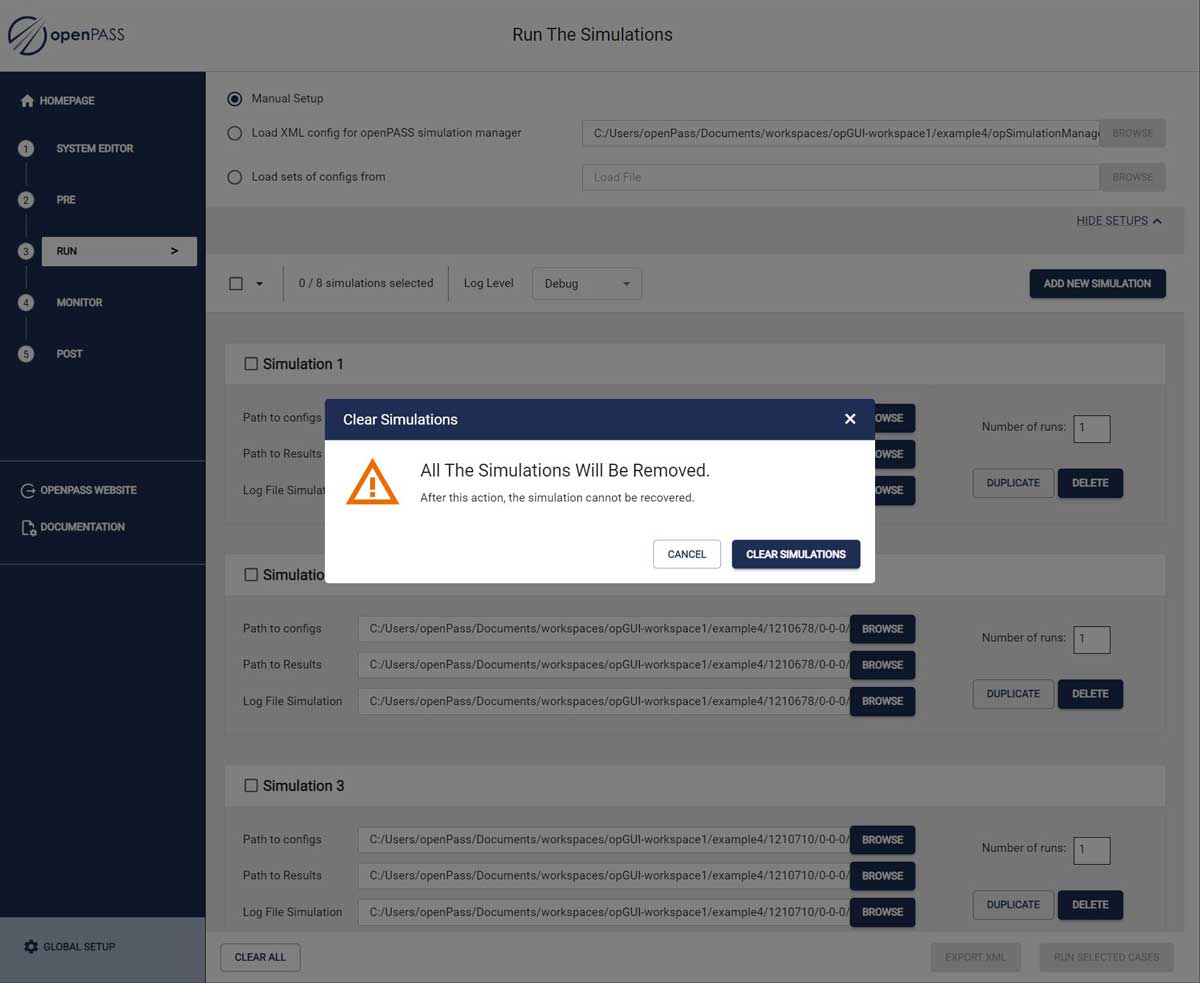 openPASS
Run The Simulations
HOMEPAGE
1 SYSTEM EDITOR
2 PRE
3 RUN >
4 MONITOR
5 POST
OPENPASS WEBSITE
DOCUMENTATION
GLOBAL SETUP
Manual Setup
Load XML config for openPASS simulation manager C:/Users/openPass/Documents/workspaces/opGUI-workspace1/example4/opSimulationManage BROWSE
Load sets of configs from Load File BROWSE
HIDE SETUPS
0 / 8 simulations selected Log Level Debug ADD NEW SIMULATION
Simulation 1
Path to configs OWSE Number of runs: 1
Path to Results OWSE
Log File Simulat OWSE DUPLICATE DELETE
Clear Simulations
All The Simulations Will Be Removed.
After this action, the simulation cannot be recovered.
CANCEL CLEAR SIMULATIONS
Simulatio
Path to configs C:/Users/openPass/Documents/workspaces/opGUI-workspace1/example4/1210678/0-0-0/ BROWSE Number of runs: 1
Path to Results C:/Users/openPass/Documents/workspaces/opGUI-workspace1/example4/1210678/0-0-0/ BROWSE
Log File Simulation C:/Users/openPass/Documents/workspaces/opGUI-workspace1/example4/1210678/0-0-0/ BROWSE DUPLICATE DELETE
Simulation 3
Path to configs C:/Users/openPass/Documents/workspaces/opGUI-workspace1/example4/1210710/0-0-0/ BROWSE Number of runs: 1
Path to Results C:/Users/openPass/Documents/workspaces/opGUI-workspace1/example4/1210710/0-0-0/ BROWSE
Log File Simulation C:/Users/openPass/Documents/workspaces/opGUI-workspace1/example4/1210710/0-0-0/ BROWSE DUPLICATE DELETE
CLEAR ALL EXPORT XML RUN SELECTED CASES